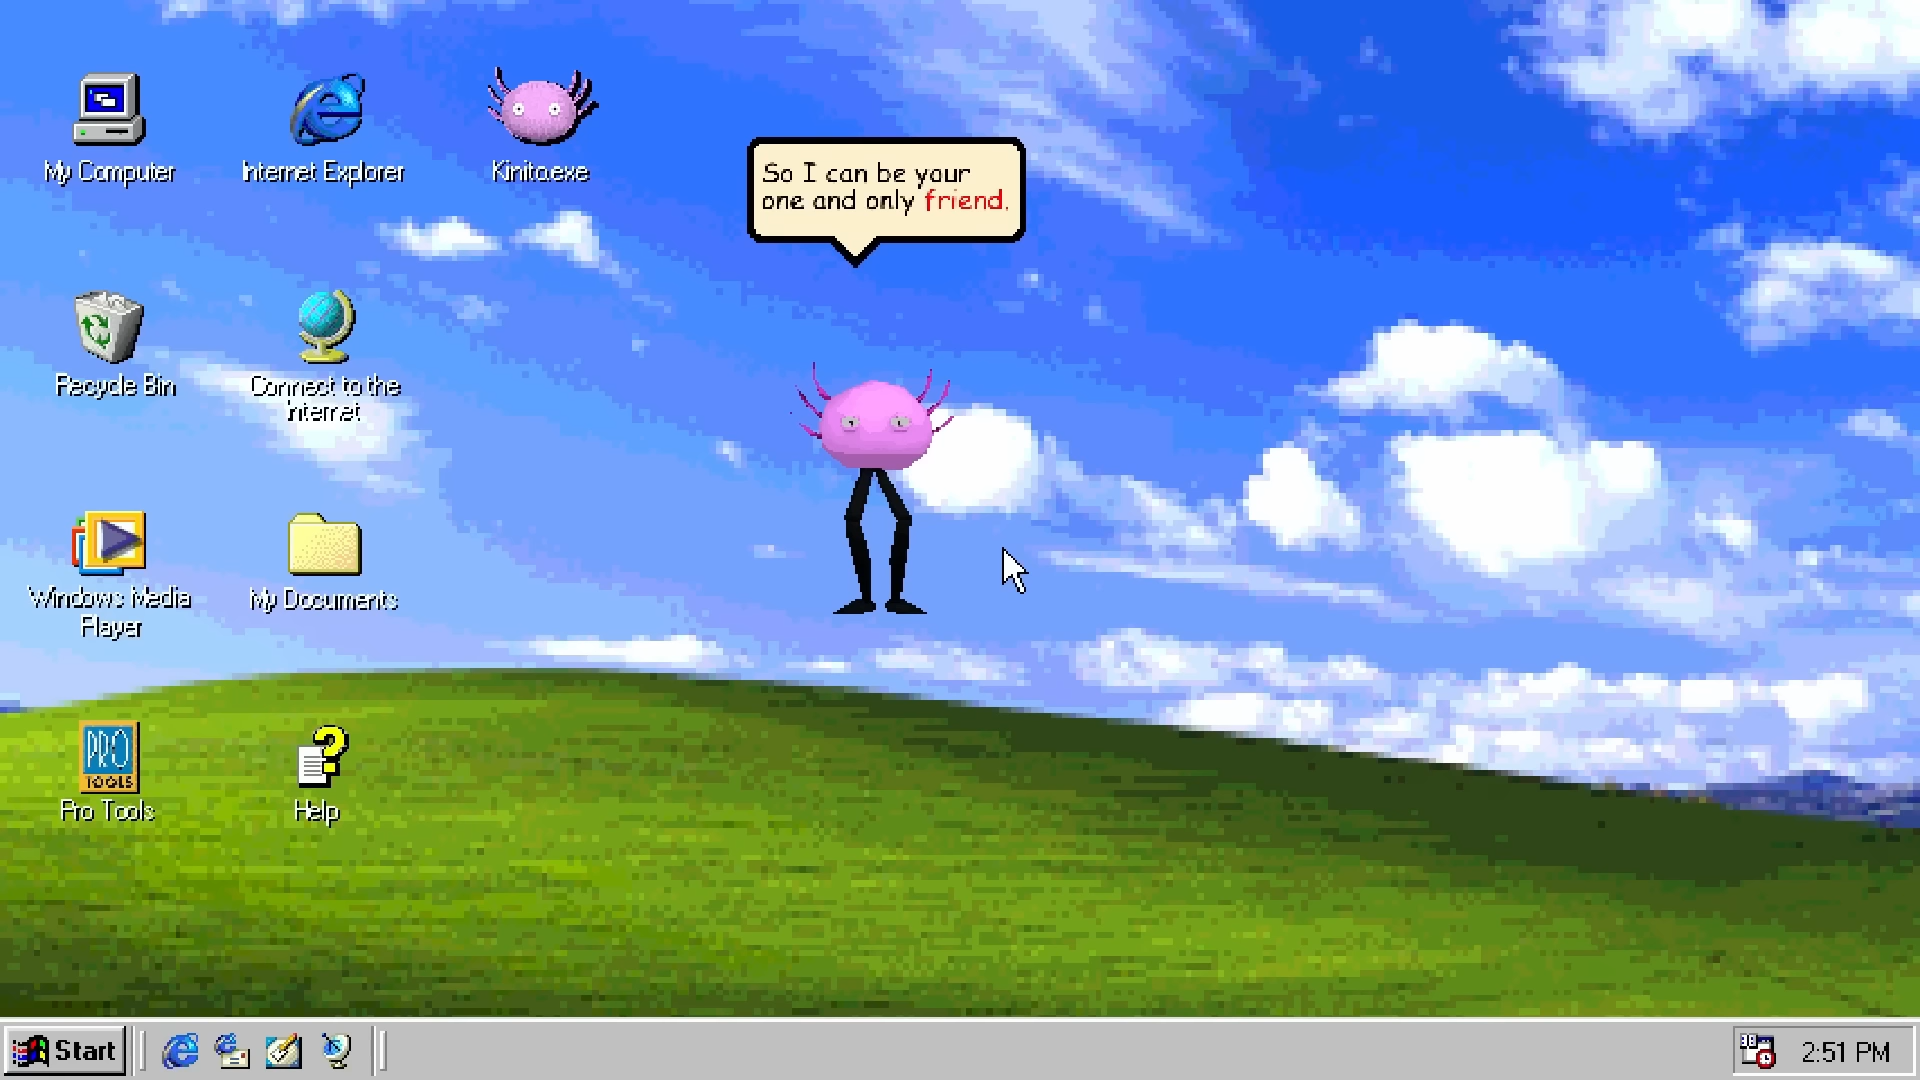 My Computer
Internet Explorer
Kinito.exe
So I can be your
one and only friend.
Recycle Bin
Connect to the
Internet
Windows Media
Player
My Documents
PRO
TOOLS
Pro Tools
Help
Start
2:51 PM